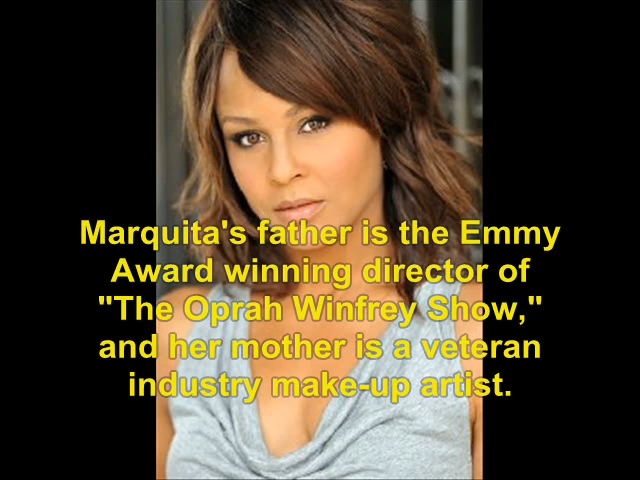 Marquita's father is the Emmy
Award winning director of
"The Oprah Winfrey Show,"
and her mother is a veteran
industry make-up artist.